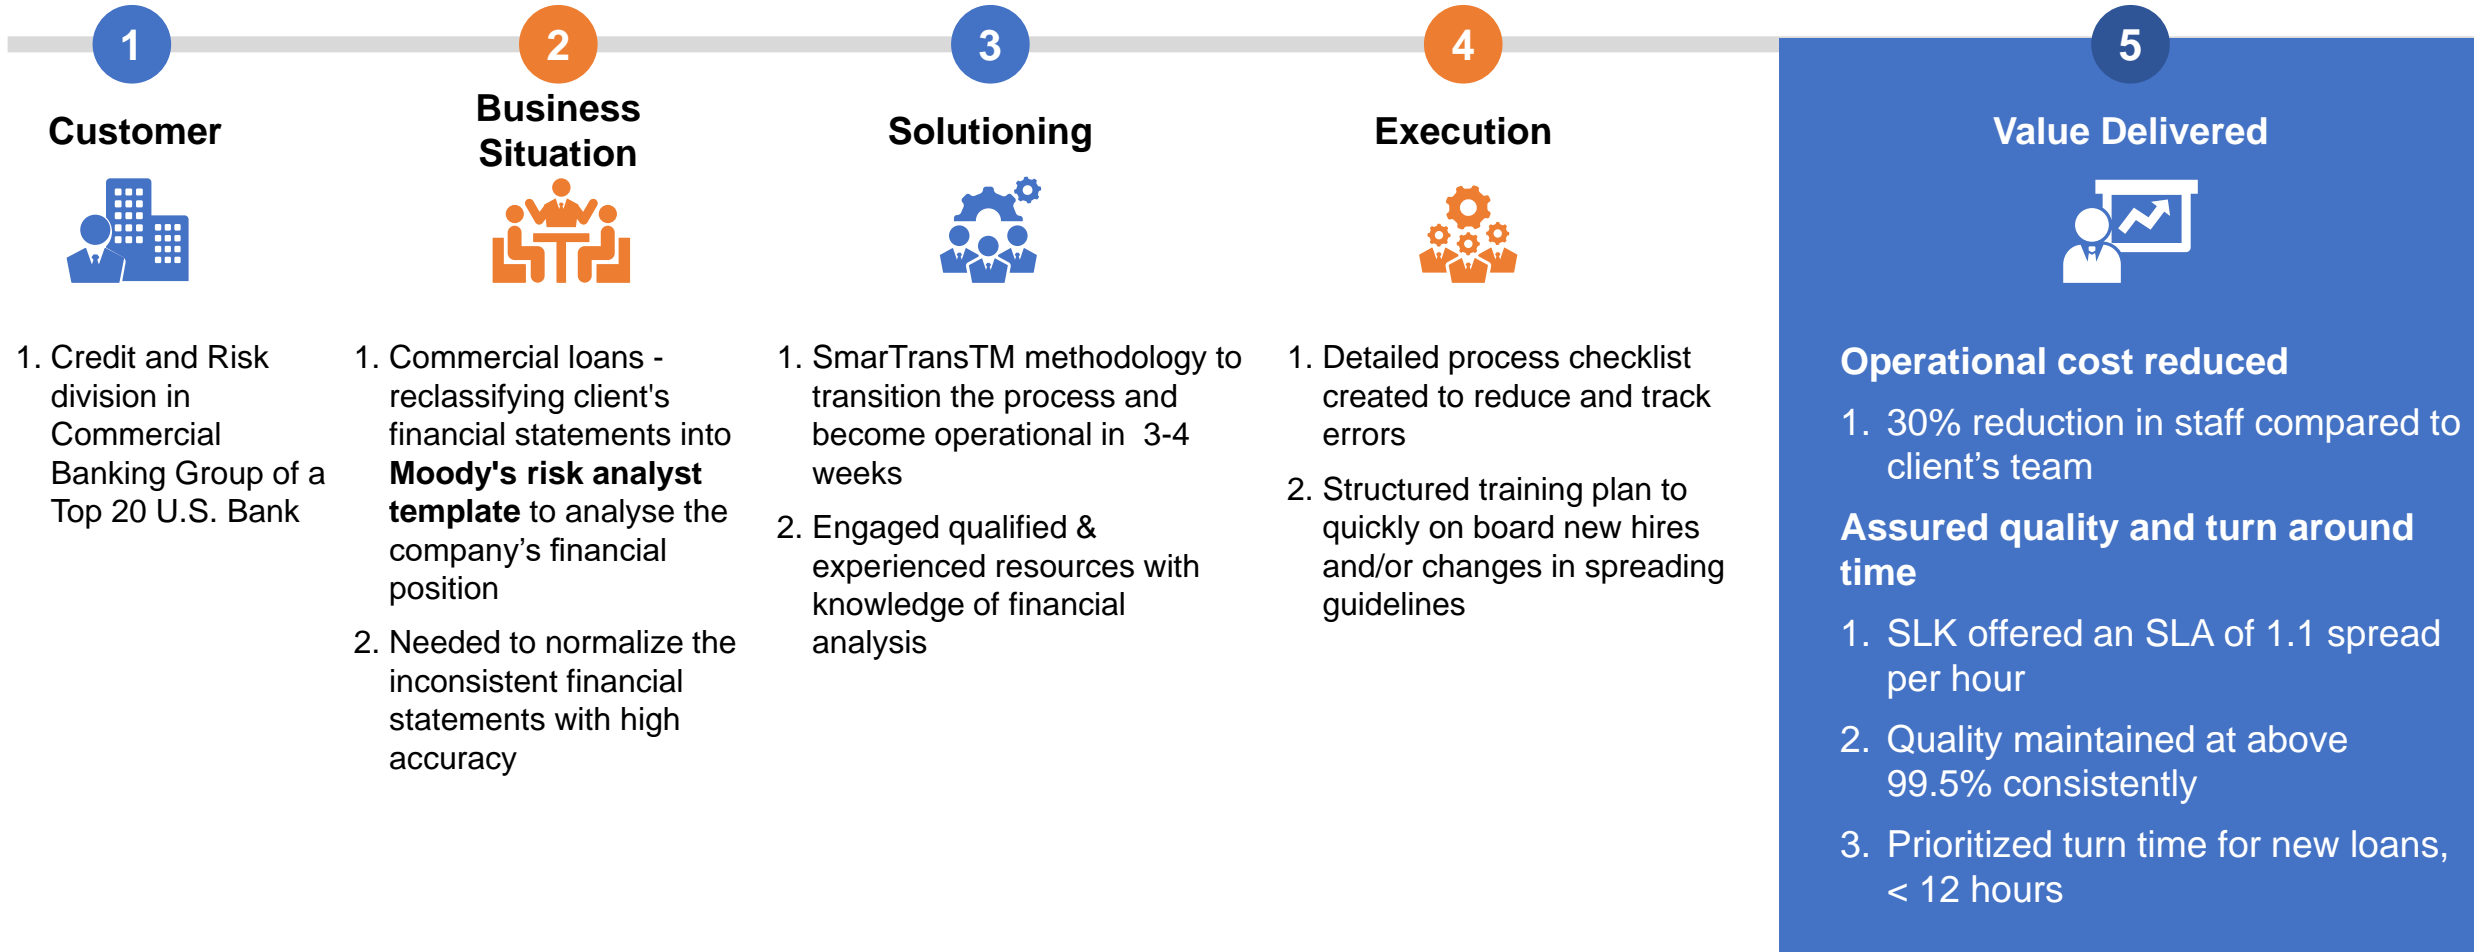 1
Customer
1. Credit and Risk
division in
Commercial
Banking Group of a
Top 20 U.S. Bank
2
Business
Situation
1. Commercial loans -
reclassifying client's
financial statements into
Moody's risk analyst
template to analyse the
company’s financial
position
2. Needed to normalize the
inconsistent financial
statements with high
accuracy
3
Solutioning
1. SmarTransTM methodology to
transition the process and
become operational in  3-4
weeks
2. Engaged qualified &
experienced resources with
knowledge of financial
analysis
4
Execution
1. Detailed process checklist
created to reduce and track
errors
2. Structured training plan to
quickly on board new hires
and/or changes in spreading
guidelines
5
Value Delivered
Operational cost reduced
1. 30% reduction in staff compared to
client’s team
Assured quality and turn around
time
1. SLK offered an SLA of 1.1 spread
per hour
2. Quality maintained at above
99.5% consistently
3. Prioritized turn time for new loans,
< 12 hours